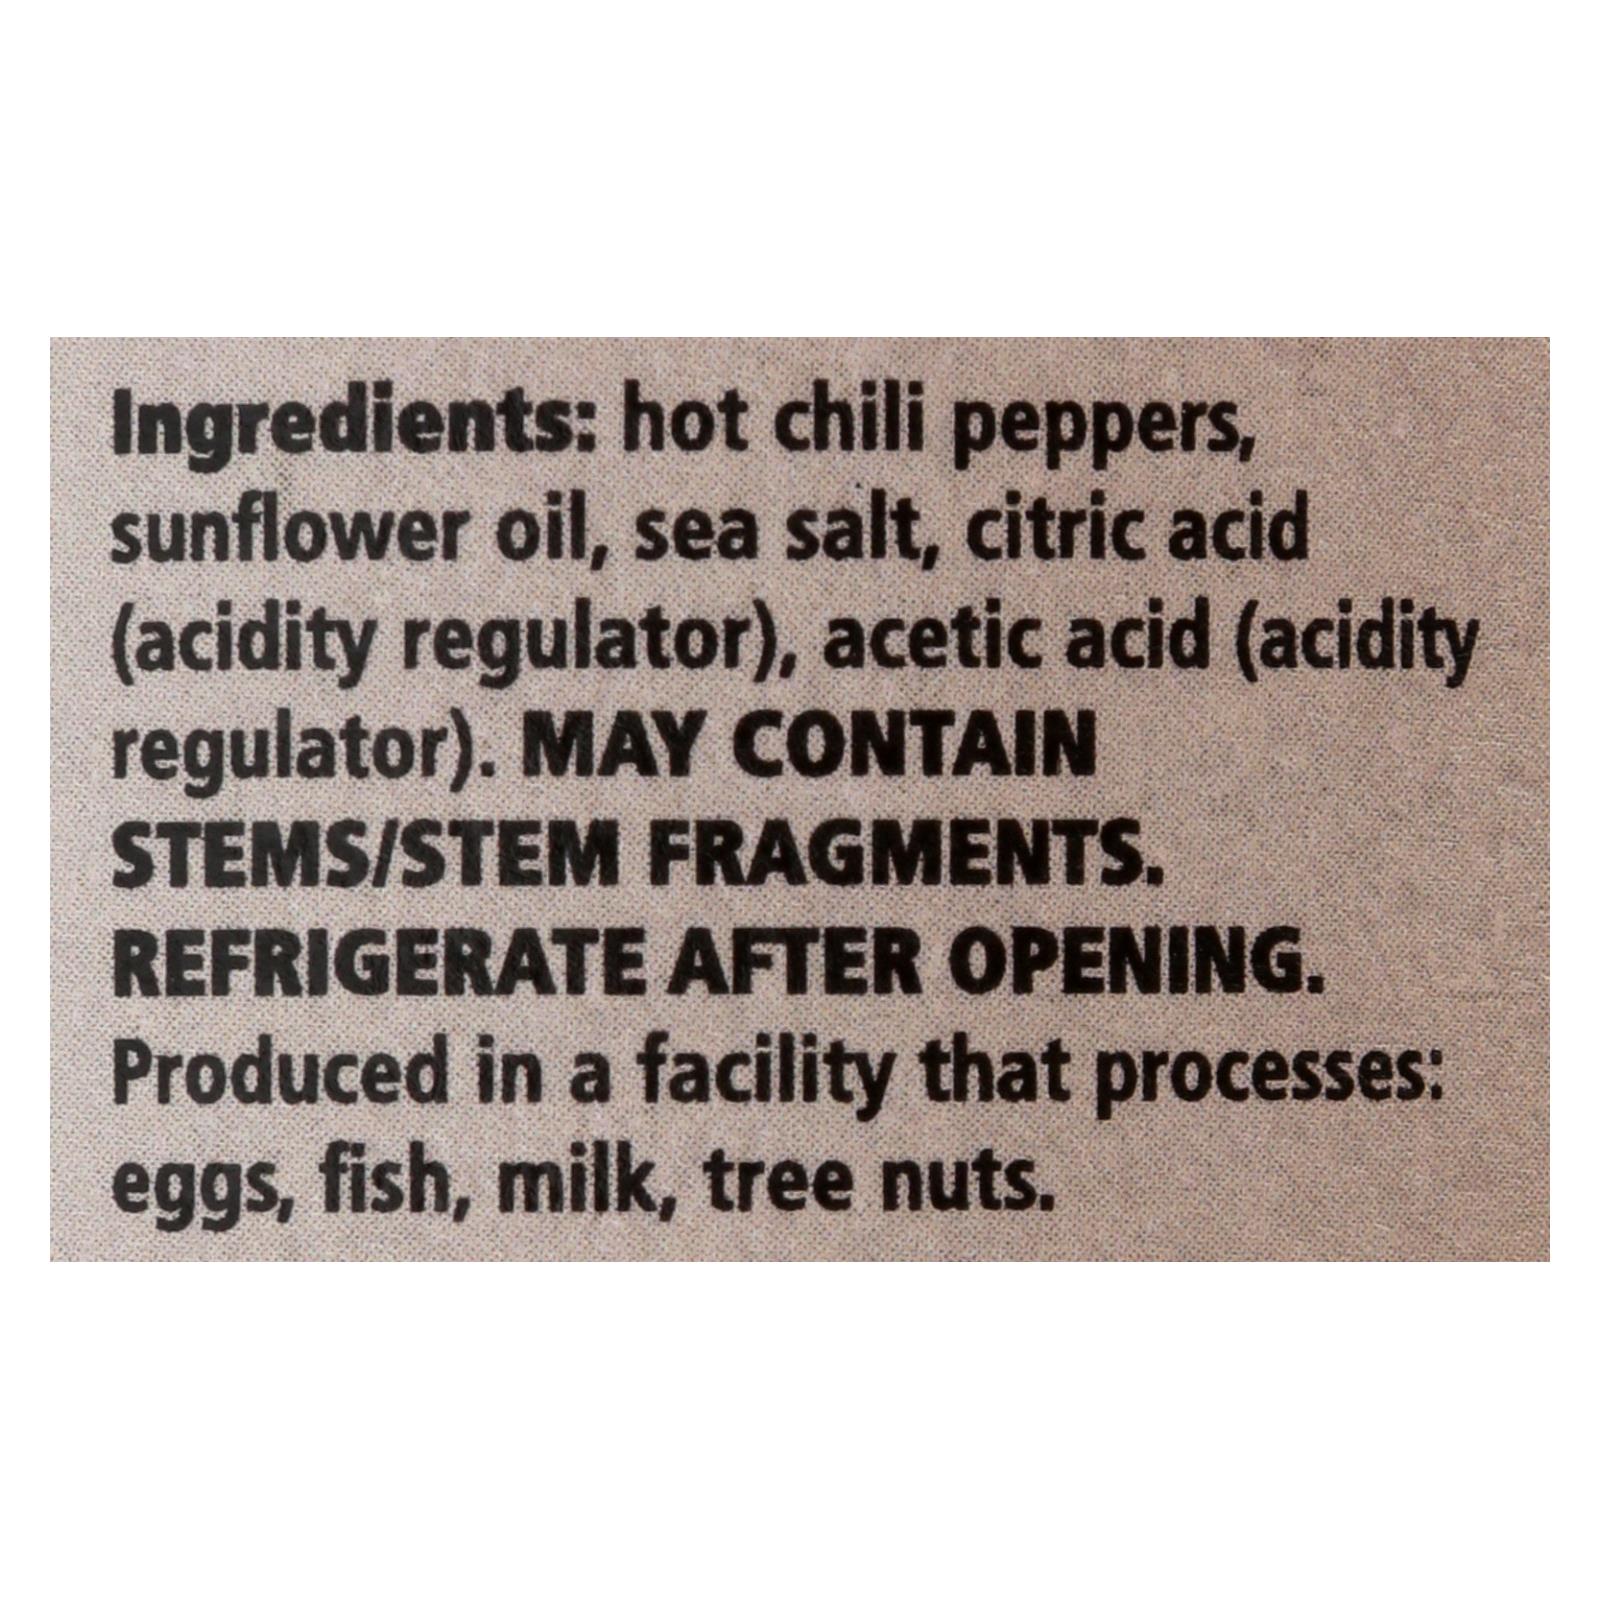 Ingredients: hot chili peppers,
sunflower oil, sea salt, citric acid
(acidity regulator), acetic acid (acidity
regulator). MAY CONTAIN
STEMS/STEM FRAGMENTS.
REFRIGERATE AFTER OPENING.
Produced in a facility that processes:
eggs, fish, milk, tree nuts.